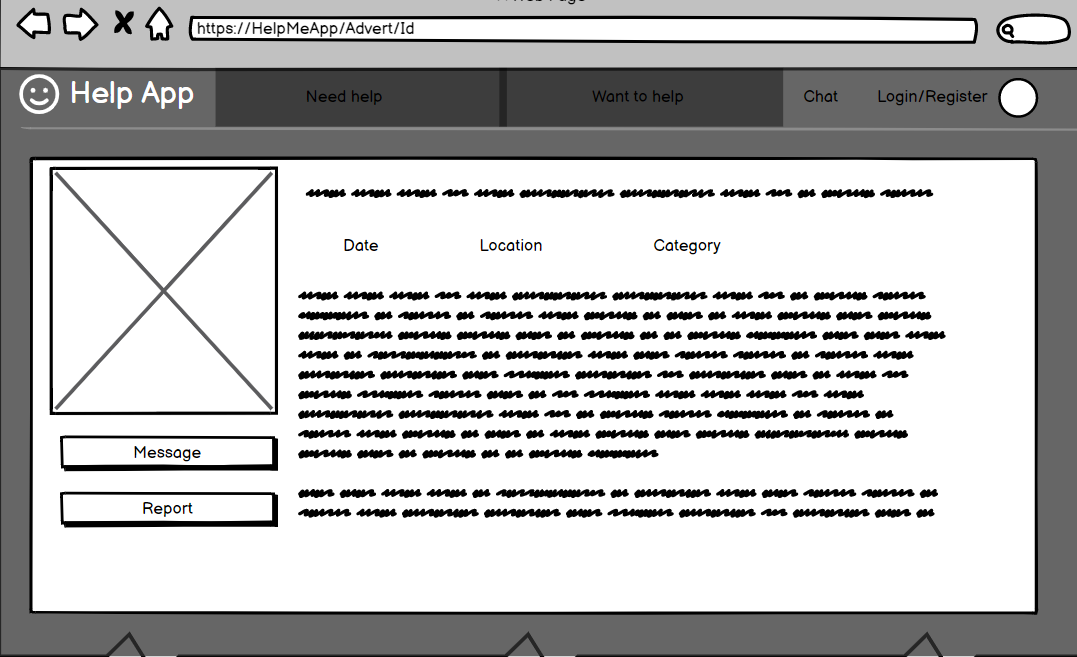 https://HelpMeApp/Advert/Id
Help App
Need help
Want to help
Chat
Login/Register
Date
Location
Category
Message
Report